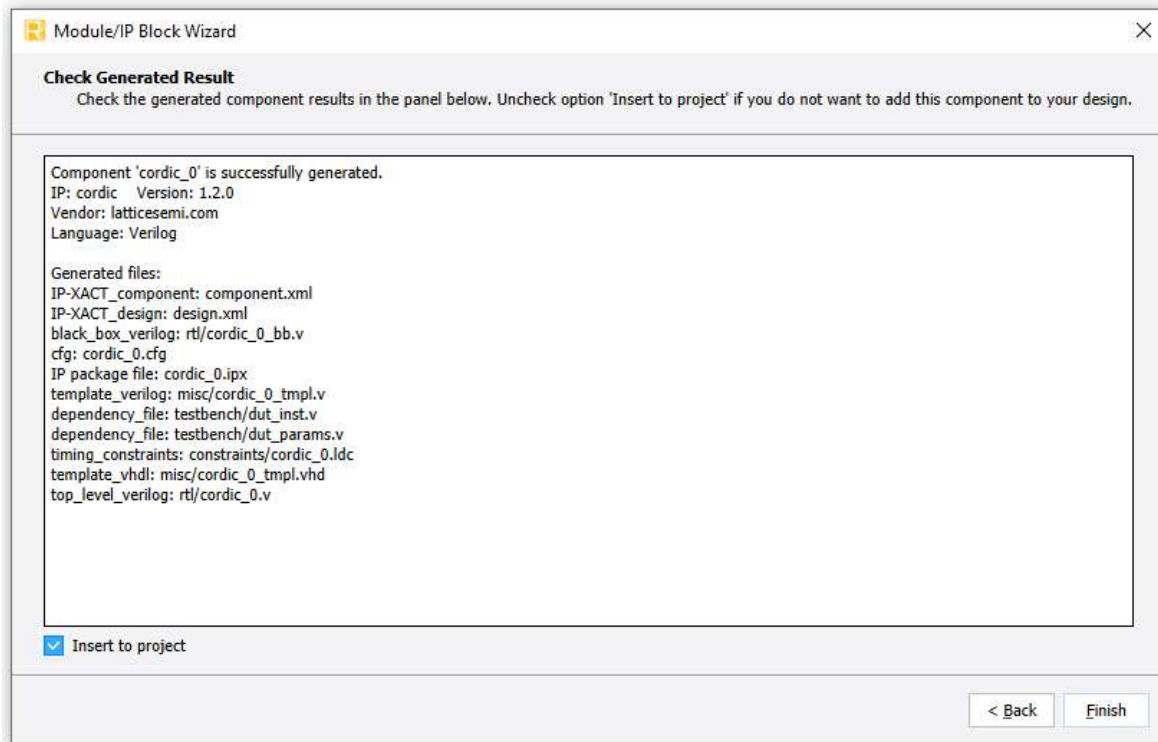 Module/IP Block Wizard
Check Generated Result
Check the generated component results in the panel below. Uncheck option 'Insert to project' if you do not want to add this component to your design.
Component 'cordic_0' is successfully generated.
IP: cordic    Version: 1.2.0
Vendor: latticesemi.com
Language: Verilog
Generated files:
IP-XACT_component: component.xml
IP-XACT_design: design.xml
black_box_verilog: rtl/cordic_0_bb.v
cfg: cordic_0.cfg
IP package file: cordic_0.ipx
template_verilog: misc/cordic_0_tmpl.v
dependency_file: testbench/dut_inst.v
dependency_file: testbench/dut_params.v
timing_constraints: constraints/cordic_0.ldc
template_vhdl: misc/cordic_0_tmpl.vhd
top_level_verilog: rtl/cordic_0.v
Insert to project
< Back
Finish